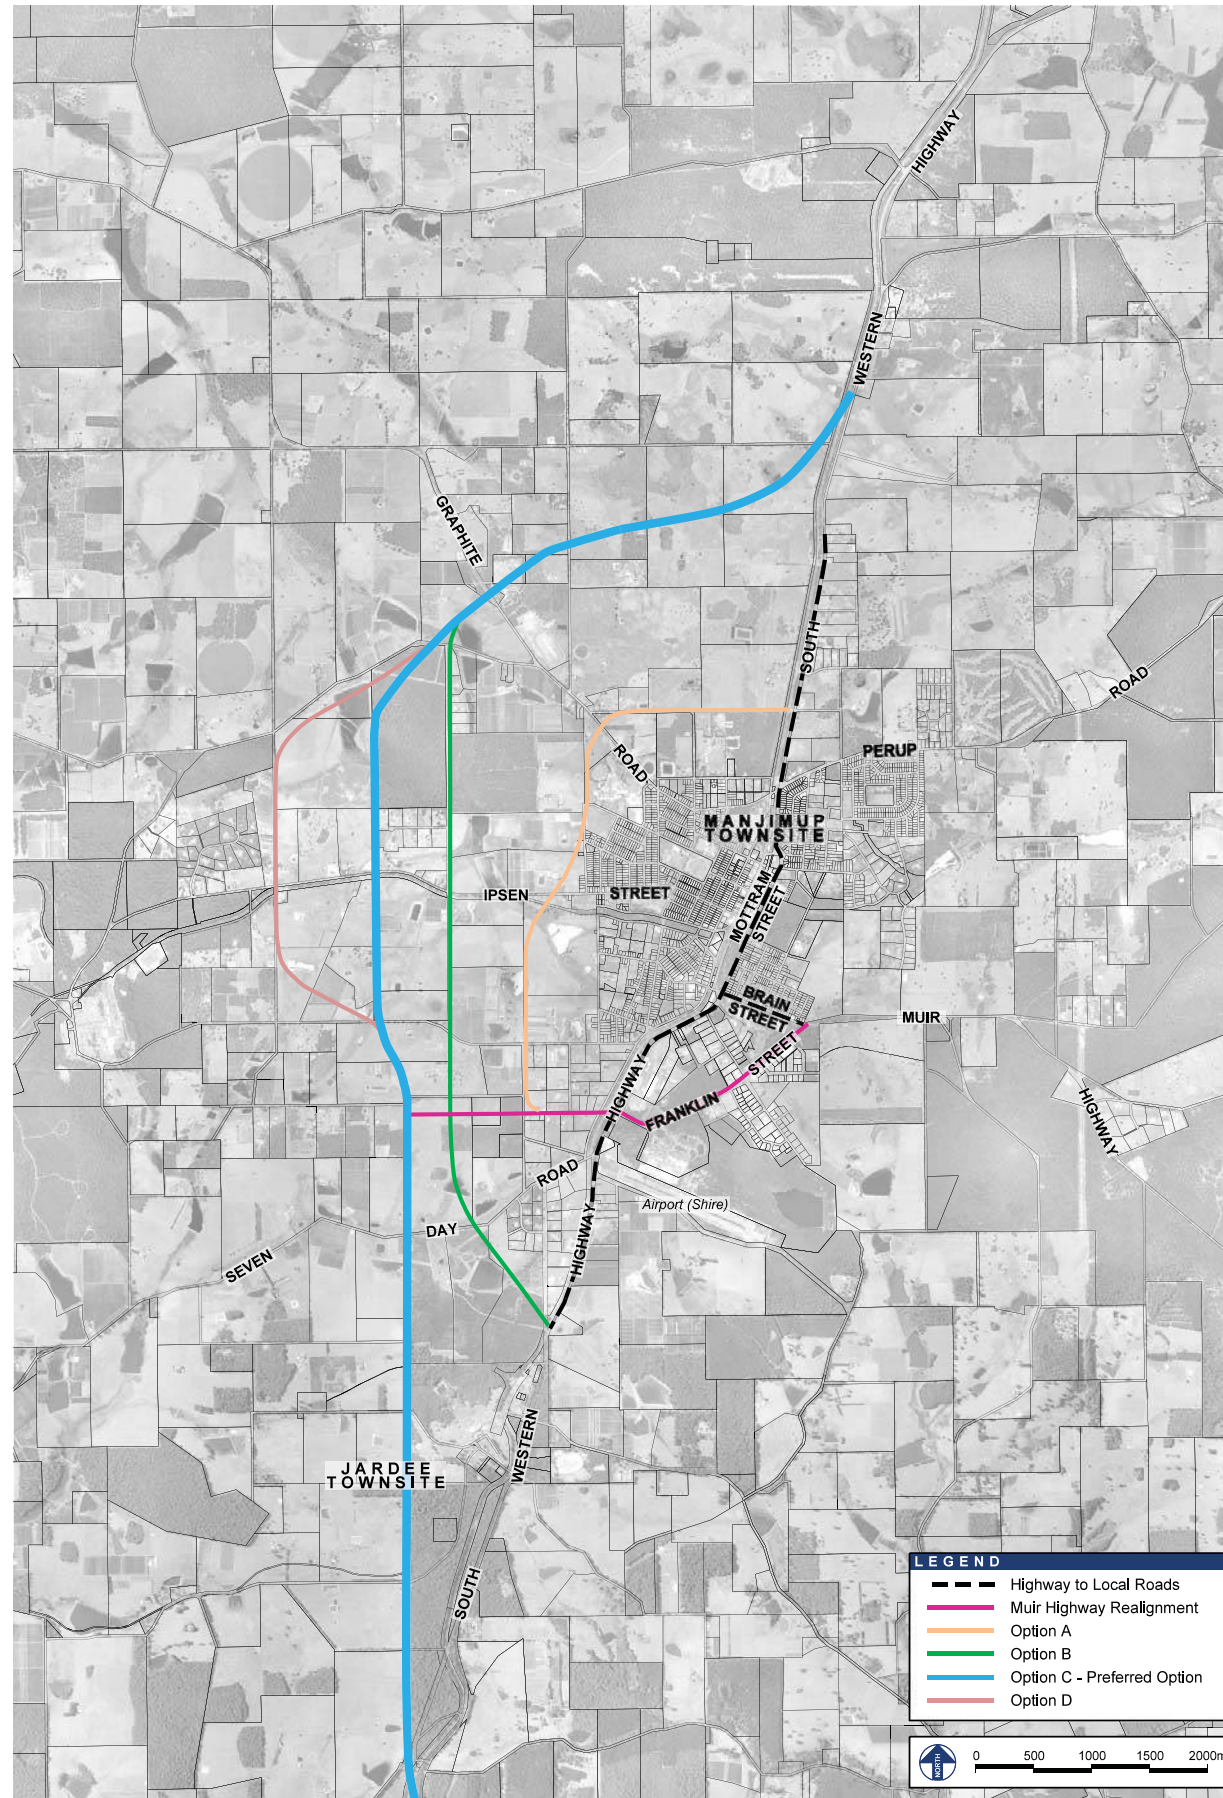 HIGHWAY
WESTERN
GRAPHITE
SOUTH
ROAD
ROAD
PERUP
MANJIMUP
TOWNSITE
IPSEN
STREET
MOTTRAM
STREET
BRAIN
STREET
MUIR
STREET
HIGHWAY
FRANKLIN
HIGHWAY
ROAD
Airport (Shire)
DAY
HIGHWAY
SEVEN
WESTERN
JARDEE
TOWNSITE
SOUTH
LEGEND
Highway to Local Roads
Muir Highway Realignment
Option A
Option B
Option C - Preferred Option
Option D
NORTH
0 500 1000 1500 2000m